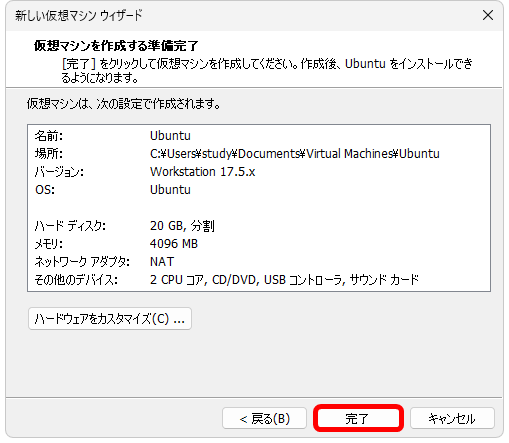 新しい仮想マシン ウィザード
仮想マシンを作成する準備完了
[完了] をクリックして仮想マシンを作成してください。作成後、Ubuntu をインストールでき
るようになります。
仮想マシンは、次の設定で作成されます。
名前: Ubuntu
場所: C:¥Users¥study¥Documents¥Virtual Machines¥Ubuntu
バージョン: Workstation 17.5.x
OS: Ubuntu
ハード ディスク: 20 GB, 分割
メモリ: 4096 MB
ネットワーク アダプタ: NAT
その他のデバイス: 2 CPU コア, CD/DVD, USB コントローラ, サウンド カード
ハードウェアをカスタマイズ(C) ...
< 戻る(B) 完了 キャンセル